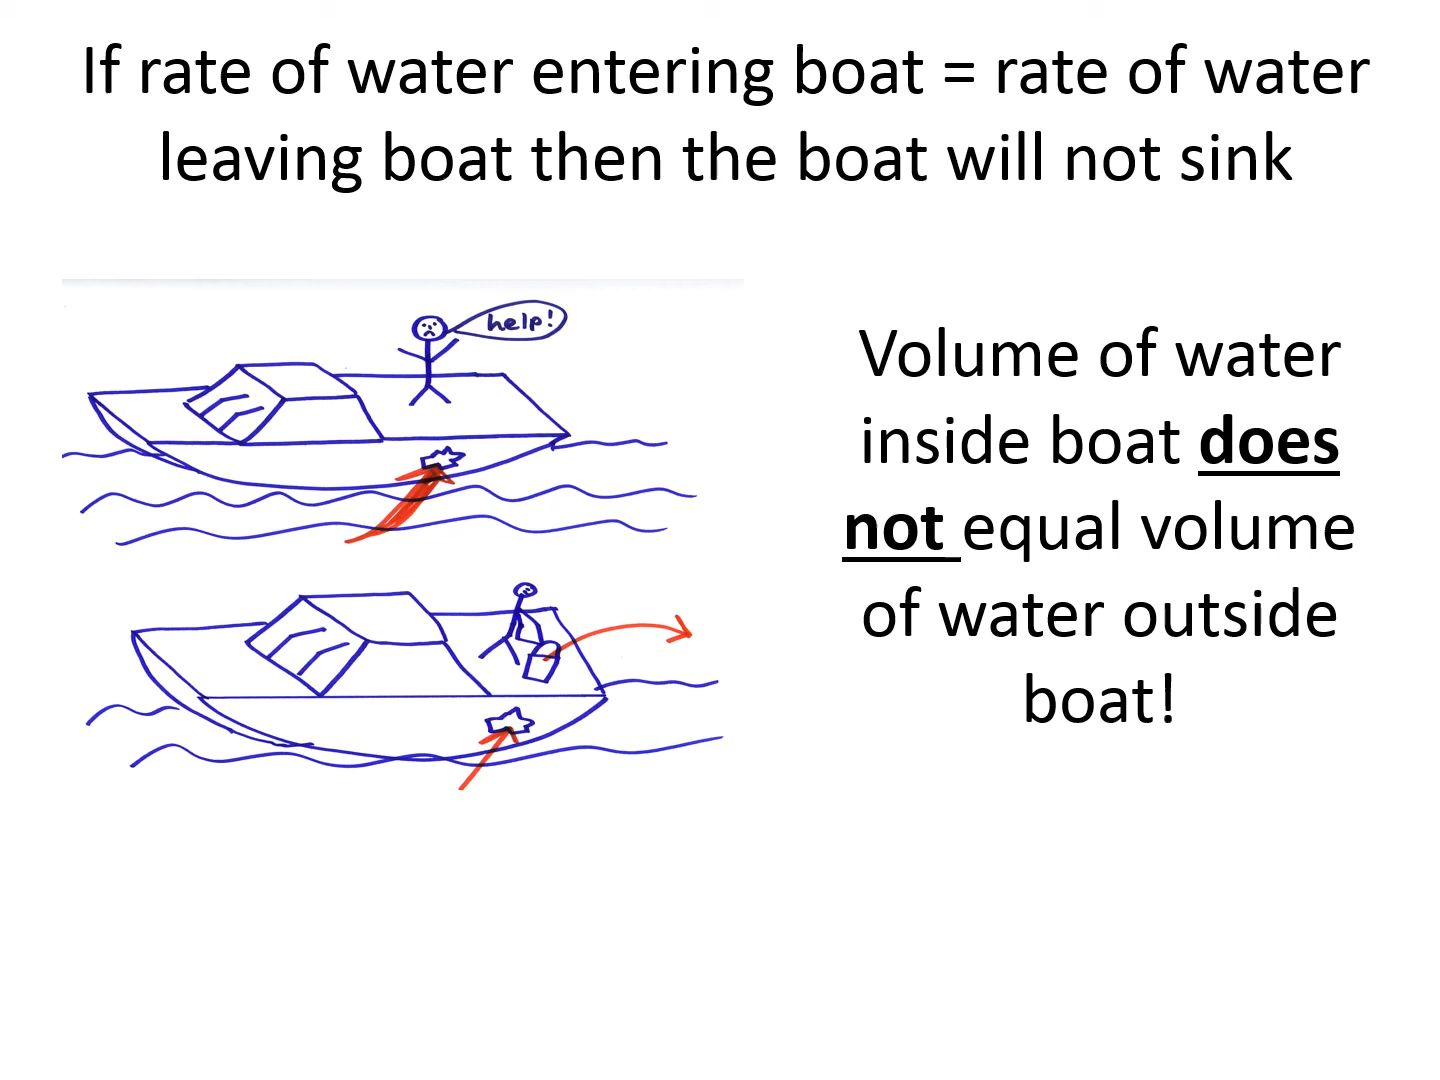 If rate of water entering boat = rate of water
leaving boat then the boat will not sink
help!
Volume of water
inside boat does
not equal volume
of water outside
boat!